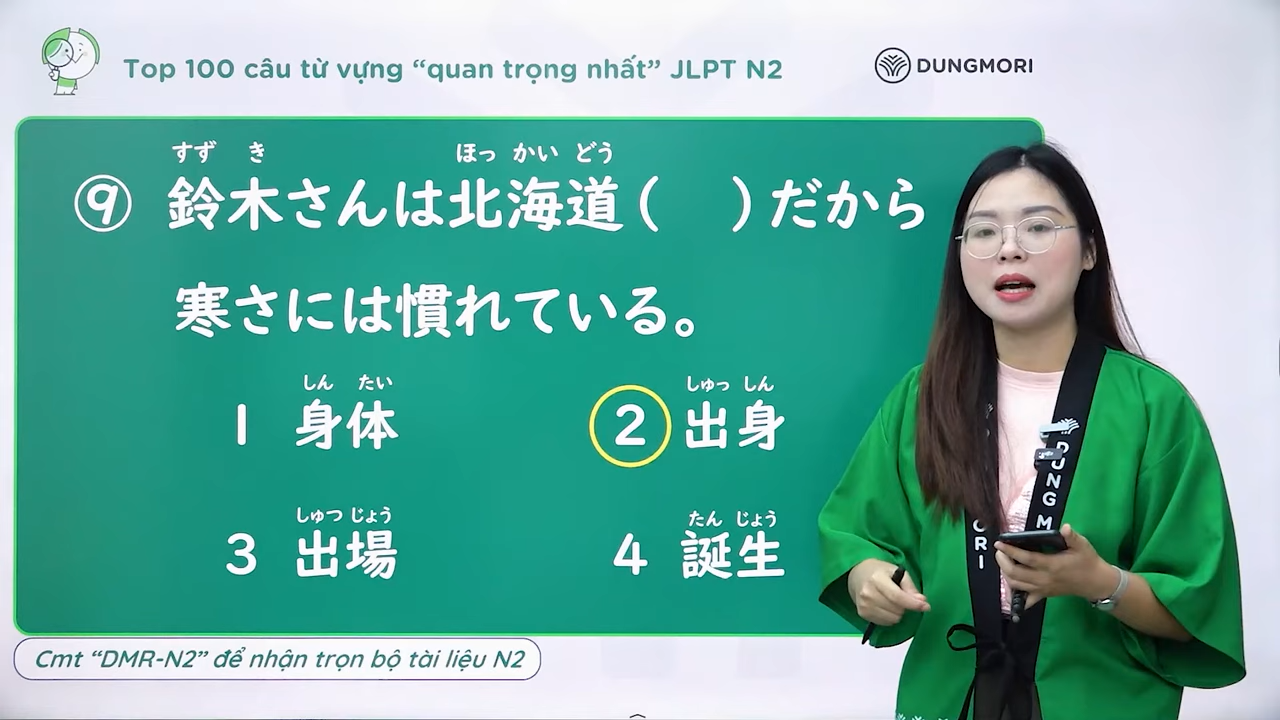 Top 100 câu từ vựng “quan trọng nhất” JLPT N2
DUNGMORI
すず き ほっ かい どう
⑨ 鈴木さんは北海道 ( ) だから
寒さには慣れている。
しん たい
1 身体
しゅっ しん
② 出身
しゅつ じょう
3 出場
たん じょう
4 誕生
DUNG M
ORI
Cmt “DMR-N2” để nhận trọn bộ tài liệu N2